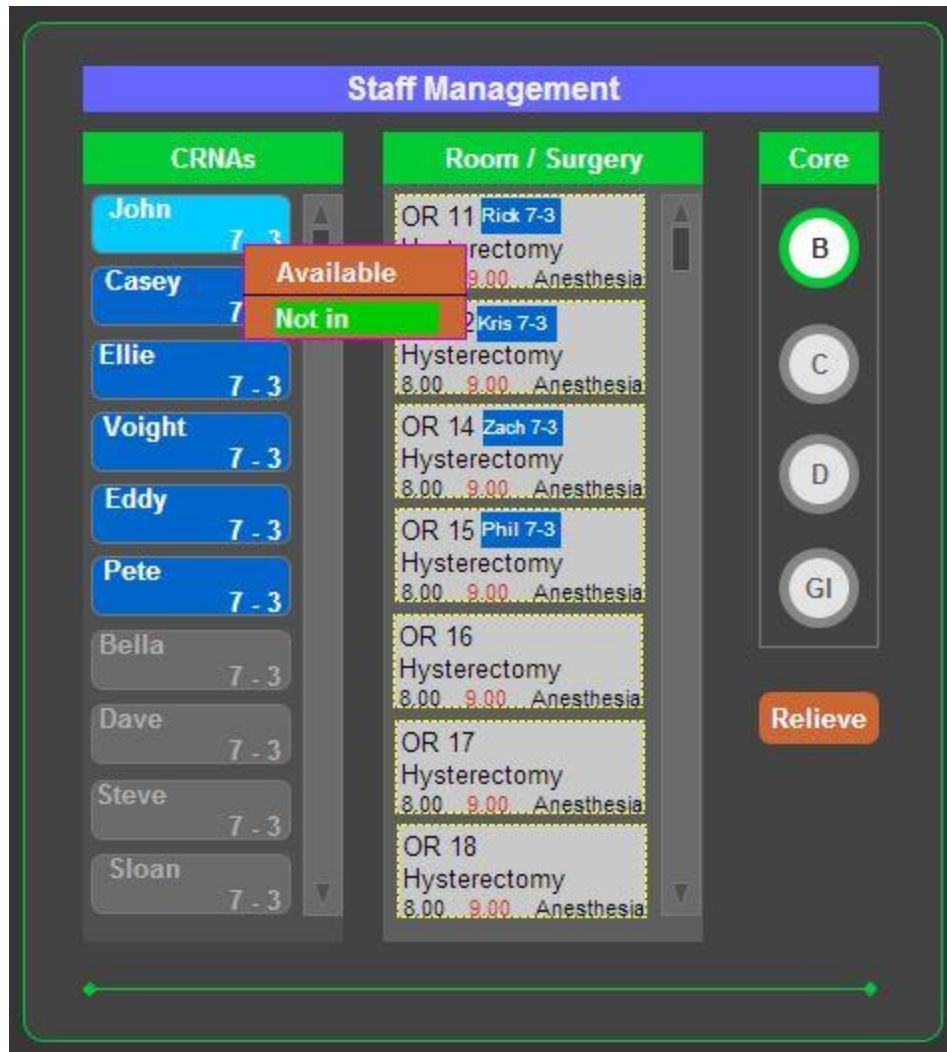 Staff Management
CRNAs
John
7 - 3
Casey
7
Ellie
7 - 3
Voight
7 - 3
Eddy
7 - 3
Pete
7 - 3
Bella
7 - 3
Dave
7 - 3
Steve
7 - 3
Sloan
7 - 3
Available
Not in
Room / Surgery
OR 11 Rick 7-3
rectomy
9.00 Anesthesia
2 Kris 7-3
Hysterectomy
8.00 9.00 Anesthesia
OR 14 Zach 7-3
Hysterectomy
8.00 9.00 Anesthesia
OR 15 Phil 7-3
Hysterectomy
8.00 9.00 Anesthesia
OR 16
Hysterectomy
8.00 9.00 Anesthesia
OR 17
Hysterectomy
8.00 9.00 Anesthesia
OR 18
Hysterectomy
8.00 9.00 Anesthesia
Core
B
C
D
GI
Relieve